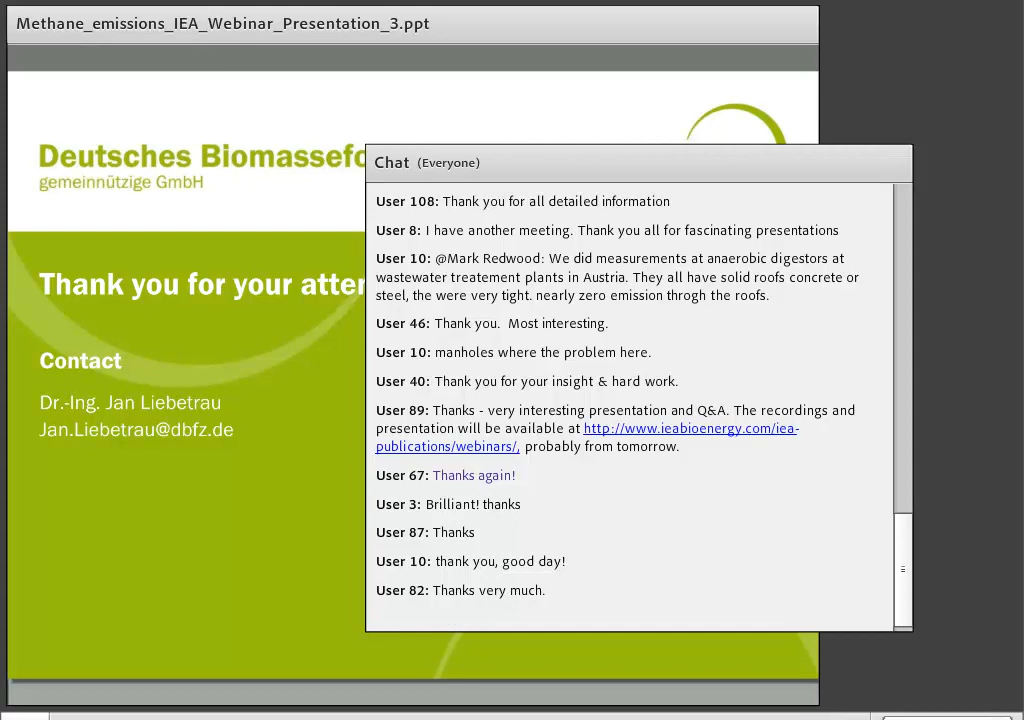 Methane_emissions_IEA_Webinar_Presentation_3.ppt
Deutsches Biomassefo
gemeinnützige GmbH
Thank you for your atten
Contact
Dr.-Ing. Jan Liebetrau
Jan.Liebetrau@dbfz.de
Chat (Everyone)
User 108: Thank you for all detailed information
User 8: I have another meeting. Thank you all for fascinating presentations
User 10: @Mark Redwood: We did measurements at anaerobic digestors at
wastewater treatement plants in Austria. They all have solid roofs concrete or
steel, the were very tight. nearly zero emission throgh the roofs.
User 46: Thank you.  Most interesting.
User 10: manholes where the problem here.
User 40: Thank you for your insight & hard work.
User 89: Thanks - very interesting presentation and Q&A. The recordings and
presentation will be available at http://www.ieabioenergy.com/iea-
publications/webinars/, probably from tomorrow.
User 67: Thanks again!
User 3: Brilliant! thanks
User 87: Thanks
User 10: thank you, good day!
User 82: Thanks very much.